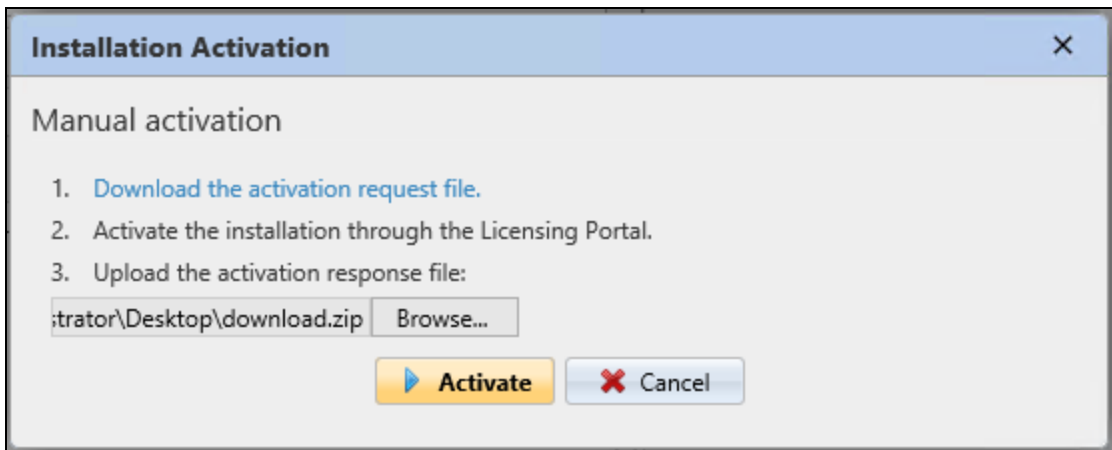 Installation Activation
Manual activation
1. Download the activation request file.
2. Activate the installation through the Licensing Portal.
3. Upload the activation response file:
strator\Desktop\download.zip Browse...
Activate Cancel